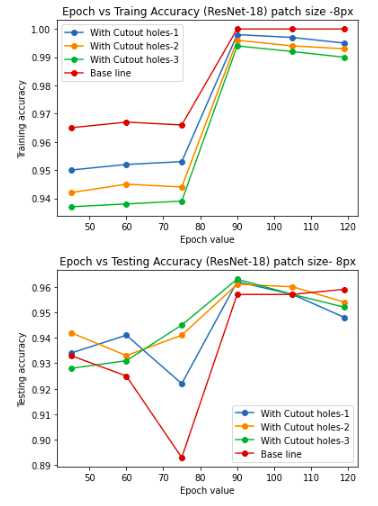 Epoch vs Traing Accuracy (ResNet-18) patch size -8px
1.00
0.99
0.98
0.97
0.96
0.95
0.94
Training accuracy
With Cutout holes-1
With Cutout holes-2
With Cutout holes-3
Base line
50 60 70 80 90 100 110 120
Epoch value
Epoch vs Testing Accuracy (ResNet-18) patch size- 8px
0.96
0.95
0.94
0.93
0.92
0.91
0.90
0.89
Testing accuracy
With Cutout holes-1
With Cutout holes-2
With Cutout holes-3
Base line
50 60 70 80 90 100 110 120
Epoch value